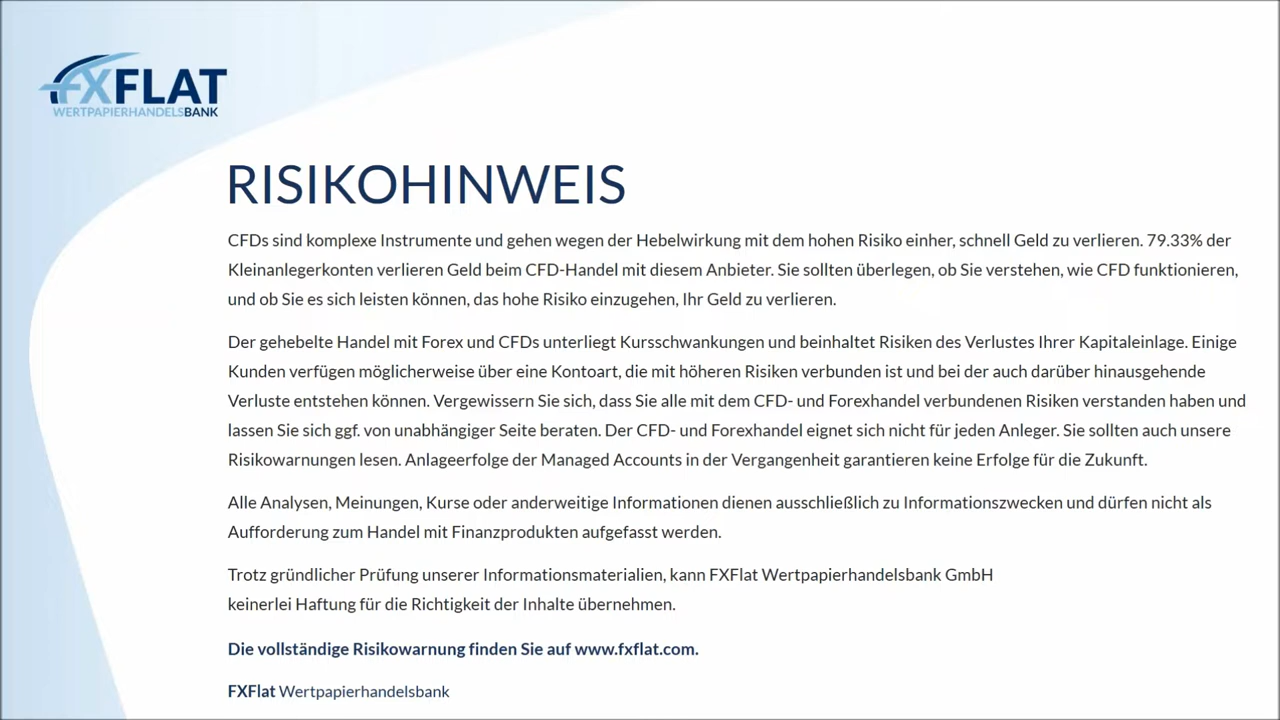 FXFLAT
WERTPAPIERHANDELSBANK
RISIKOHINWEIS
CFDs sind komplexe Instrumente und gehen wegen der Hebelwirkung mit dem hohen Risiko einher, schnell Geld zu verlieren. 79.33% der
Kleinanlegerkonten verlieren Geld beim CFD-Handel mit diesem Anbieter. Sie sollten überlegen, ob Sie verstehen, wie CFD funktionieren,
und ob Sie es sich leisten können, das hohe Risiko einzugehen, Ihr Geld zu verlieren.
Der gehebelte Handel mit Forex und CFDs unterliegt Kursschwankungen und beinhaltet Risiken des Verlustes Ihrer Kapitaleinlage. Einige
Kunden verfügen möglicherweise über eine Kontoart, die mit höheren Risiken verbunden ist und bei der auch darüber hinausgehende
Verluste entstehen können. Vergewissern Sie sich, dass Sie alle mit dem CFD- und Forexhandel verbundenen Risiken verstanden haben und
lassen Sie sich ggf. von unabhängiger Seite beraten. Der CFD- und Forexhandel eignet sich nicht für jeden Anleger. Sie sollten auch unsere
Risikowarnungen lesen. Anlageerfolge der Managed Accounts in der Vergangenheit garantieren keine Erfolge für die Zukunft.
Alle Analysen, Meinungen, Kurse oder anderweitige Informationen dienen ausschließlich zu Informationszwecken und dürfen nicht als
Aufforderung zum Handel mit Finanzprodukten aufgefasst werden.
Trotz gründlicher Prüfung unserer Informationsmaterialien, kann FXFlat Wertpapierhandelsbank GmbH
keinerlei Haftung für die Richtigkeit der Inhalte übernehmen.
Die vollständige Risikowarnung finden Sie auf www.fxflat.com.
FXFlat Wertpapierhandelsbank